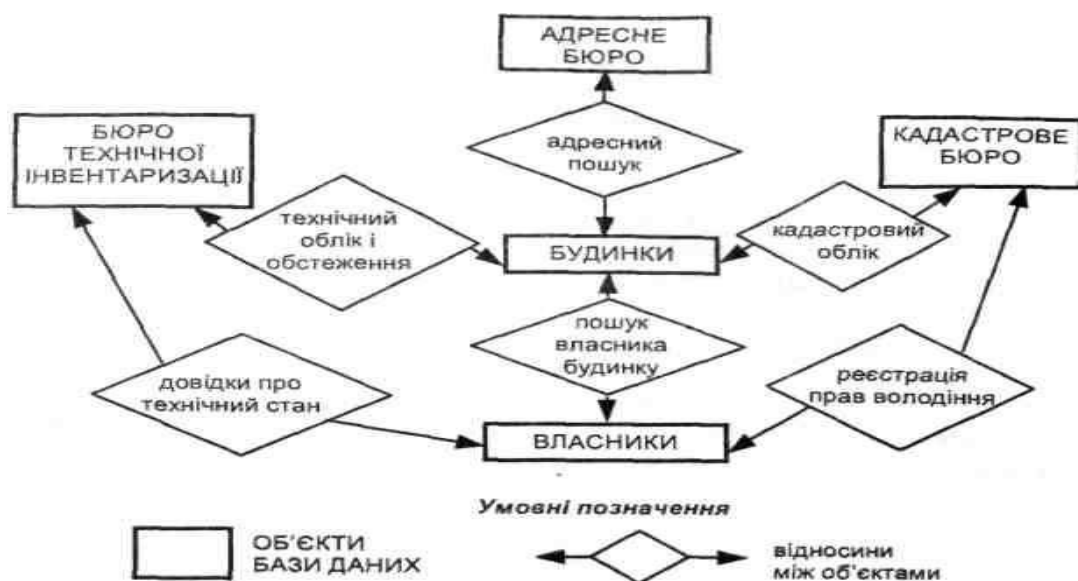 АДРЕСНЕ
БЮРО
БЮРО
ТЕХНІЧНОЇ
ІНВЕНТАРИЗАЦІЇ
адресний
пошук
КАДАСТРОВЕ
БЮРО
технічний
облік і
обстеження
БУДИНКИ
кадастровий
облік
пошук
власника
будинку
довідки про
технічний стан
реєстрація
прав володіння
ВЛАСНИКИ
Умовні позначення
ОБ'ЄКТИ
БАЗИ ДАНИХ
відносини
між об'єктами